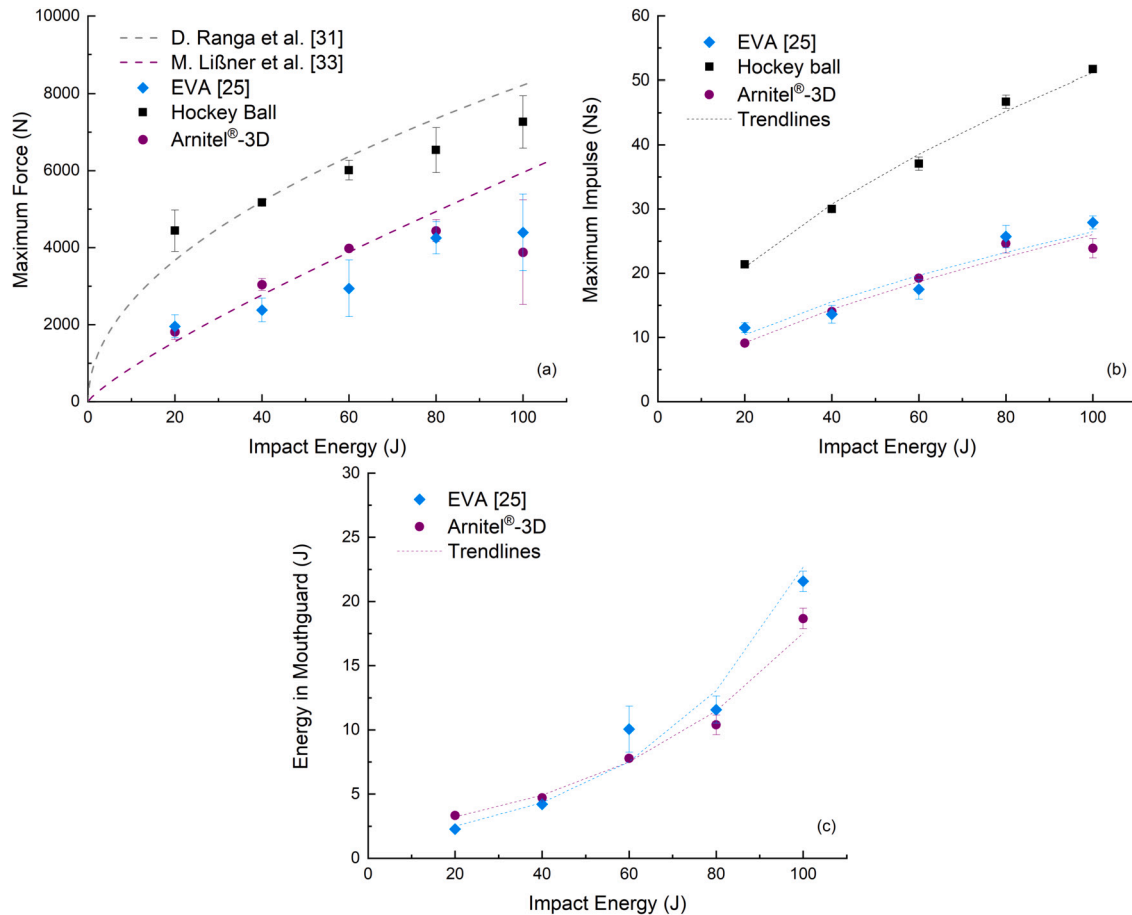 10000
8000
6000
4000
2000
0
Maximum Force (N)
D. Ranga et al. [31]
M. Lißner et al. [33]
EVA [25]
Hockey Ball
Arnitel®-3D
(a)
0 20 40 60 80 100
Impact Energy (J)
60
50
40
30
20
10
0
Maximum Impulse (Ns)
EVA [25]
Hockey ball
Arnitel®-3D
Trendlines
(b)
0 20 40 60 80 100
Impact Energy (J)
30
25
20
15
10
5
0
Energy in Mouthguard (J)
EVA [25]
Arnitel®-3D
Trendlines
(c)
20 40 60 80 100
Impact Energy (J)